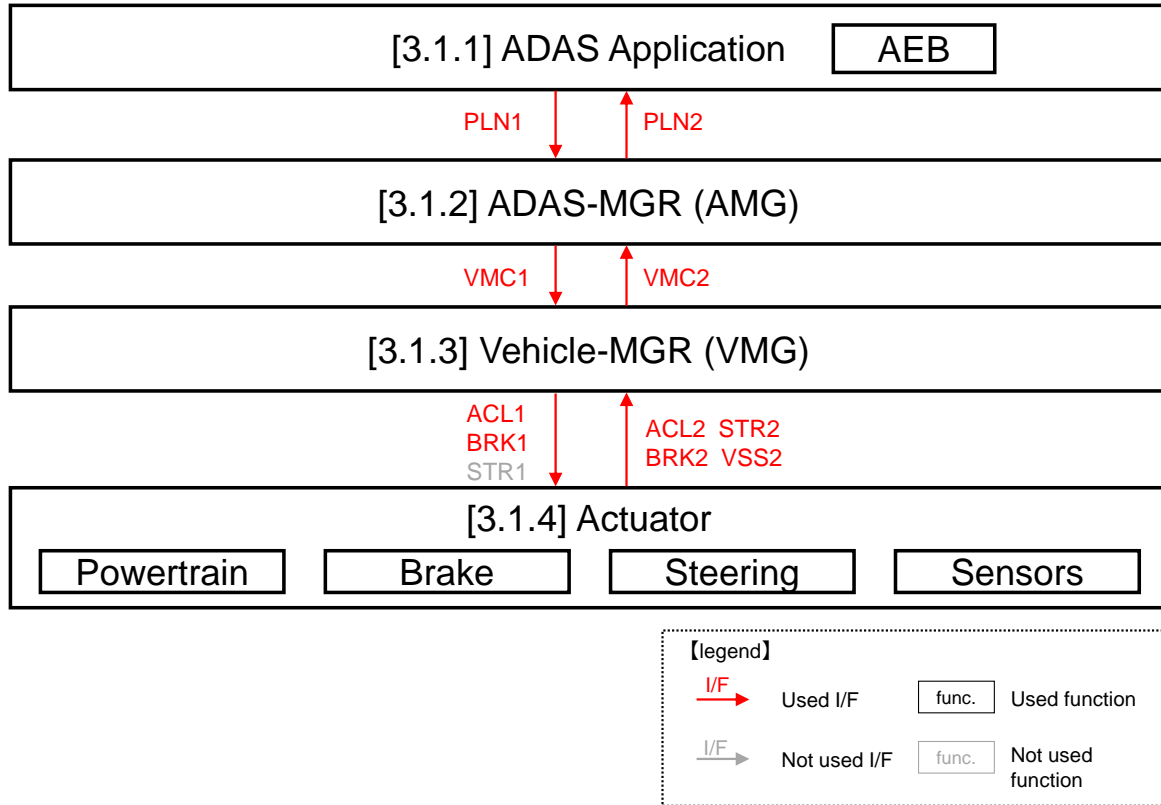 [3.1.1] ADAS Application
AEB
PLN1
PLN2
[3.1.2] ADAS-MGR (AMG)
VMC1
VMC2
[3.1.3] Vehicle-MGR (VMG)
ACL1
BRK1
STR1
ACL2 STR2
BRK2 VSS2
[3.1.4] Actuator
Powertrain
Brake
Steering
Sensors
【legend】
I/F
Used I/F
func.
Used function
I/F
Not used I/F
func.
Not used
function